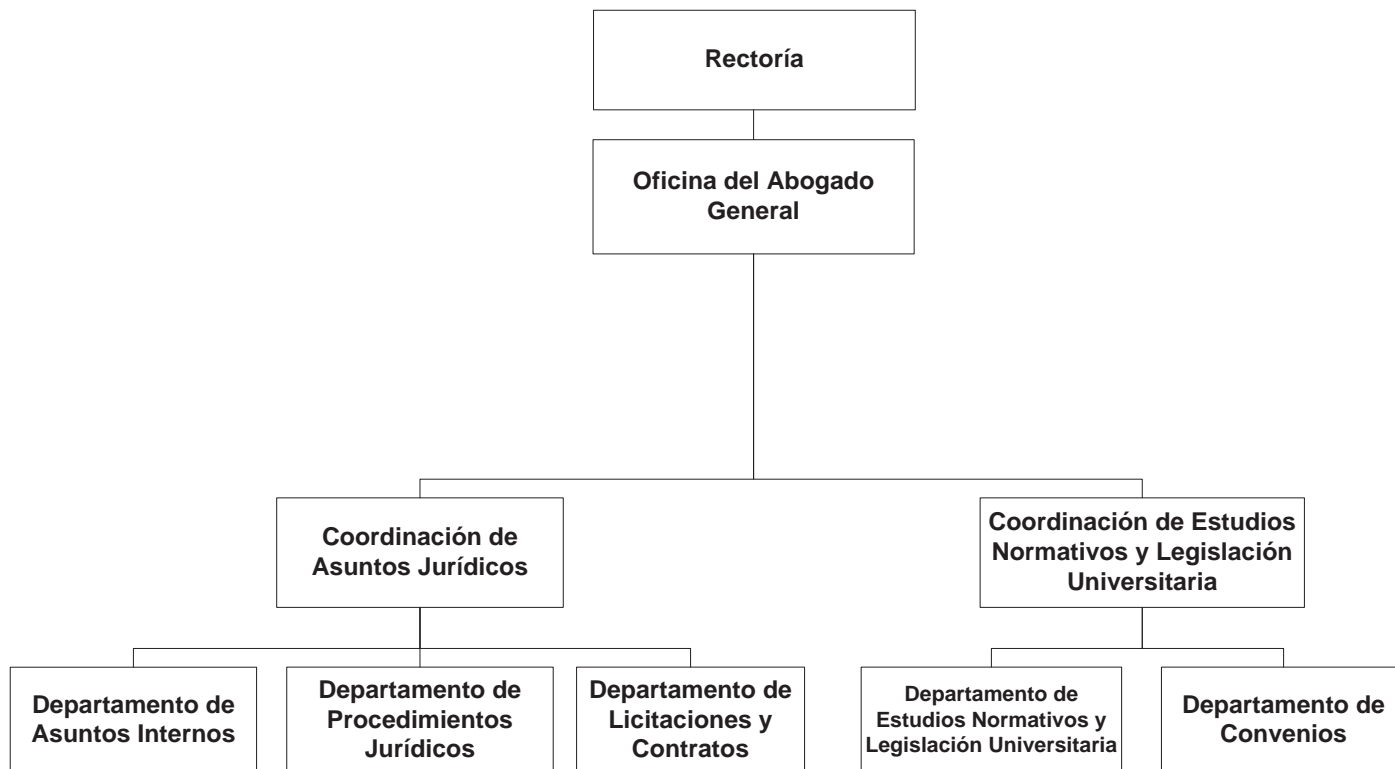 Rectoría
Oficina del Abogado
General
Coordinación de
Asuntos Jurídicos
Coordinación de Estudios
Normativos y Legislación
Universitaria
Departamento de
Asuntos Internos
Departamento de
Procedimientos
Jurídicos
Departamento de
Licitaciones y
Contratos
Departamento de
Estudios Normativos y
Legislación Universitaria
Departamento de
Convenios